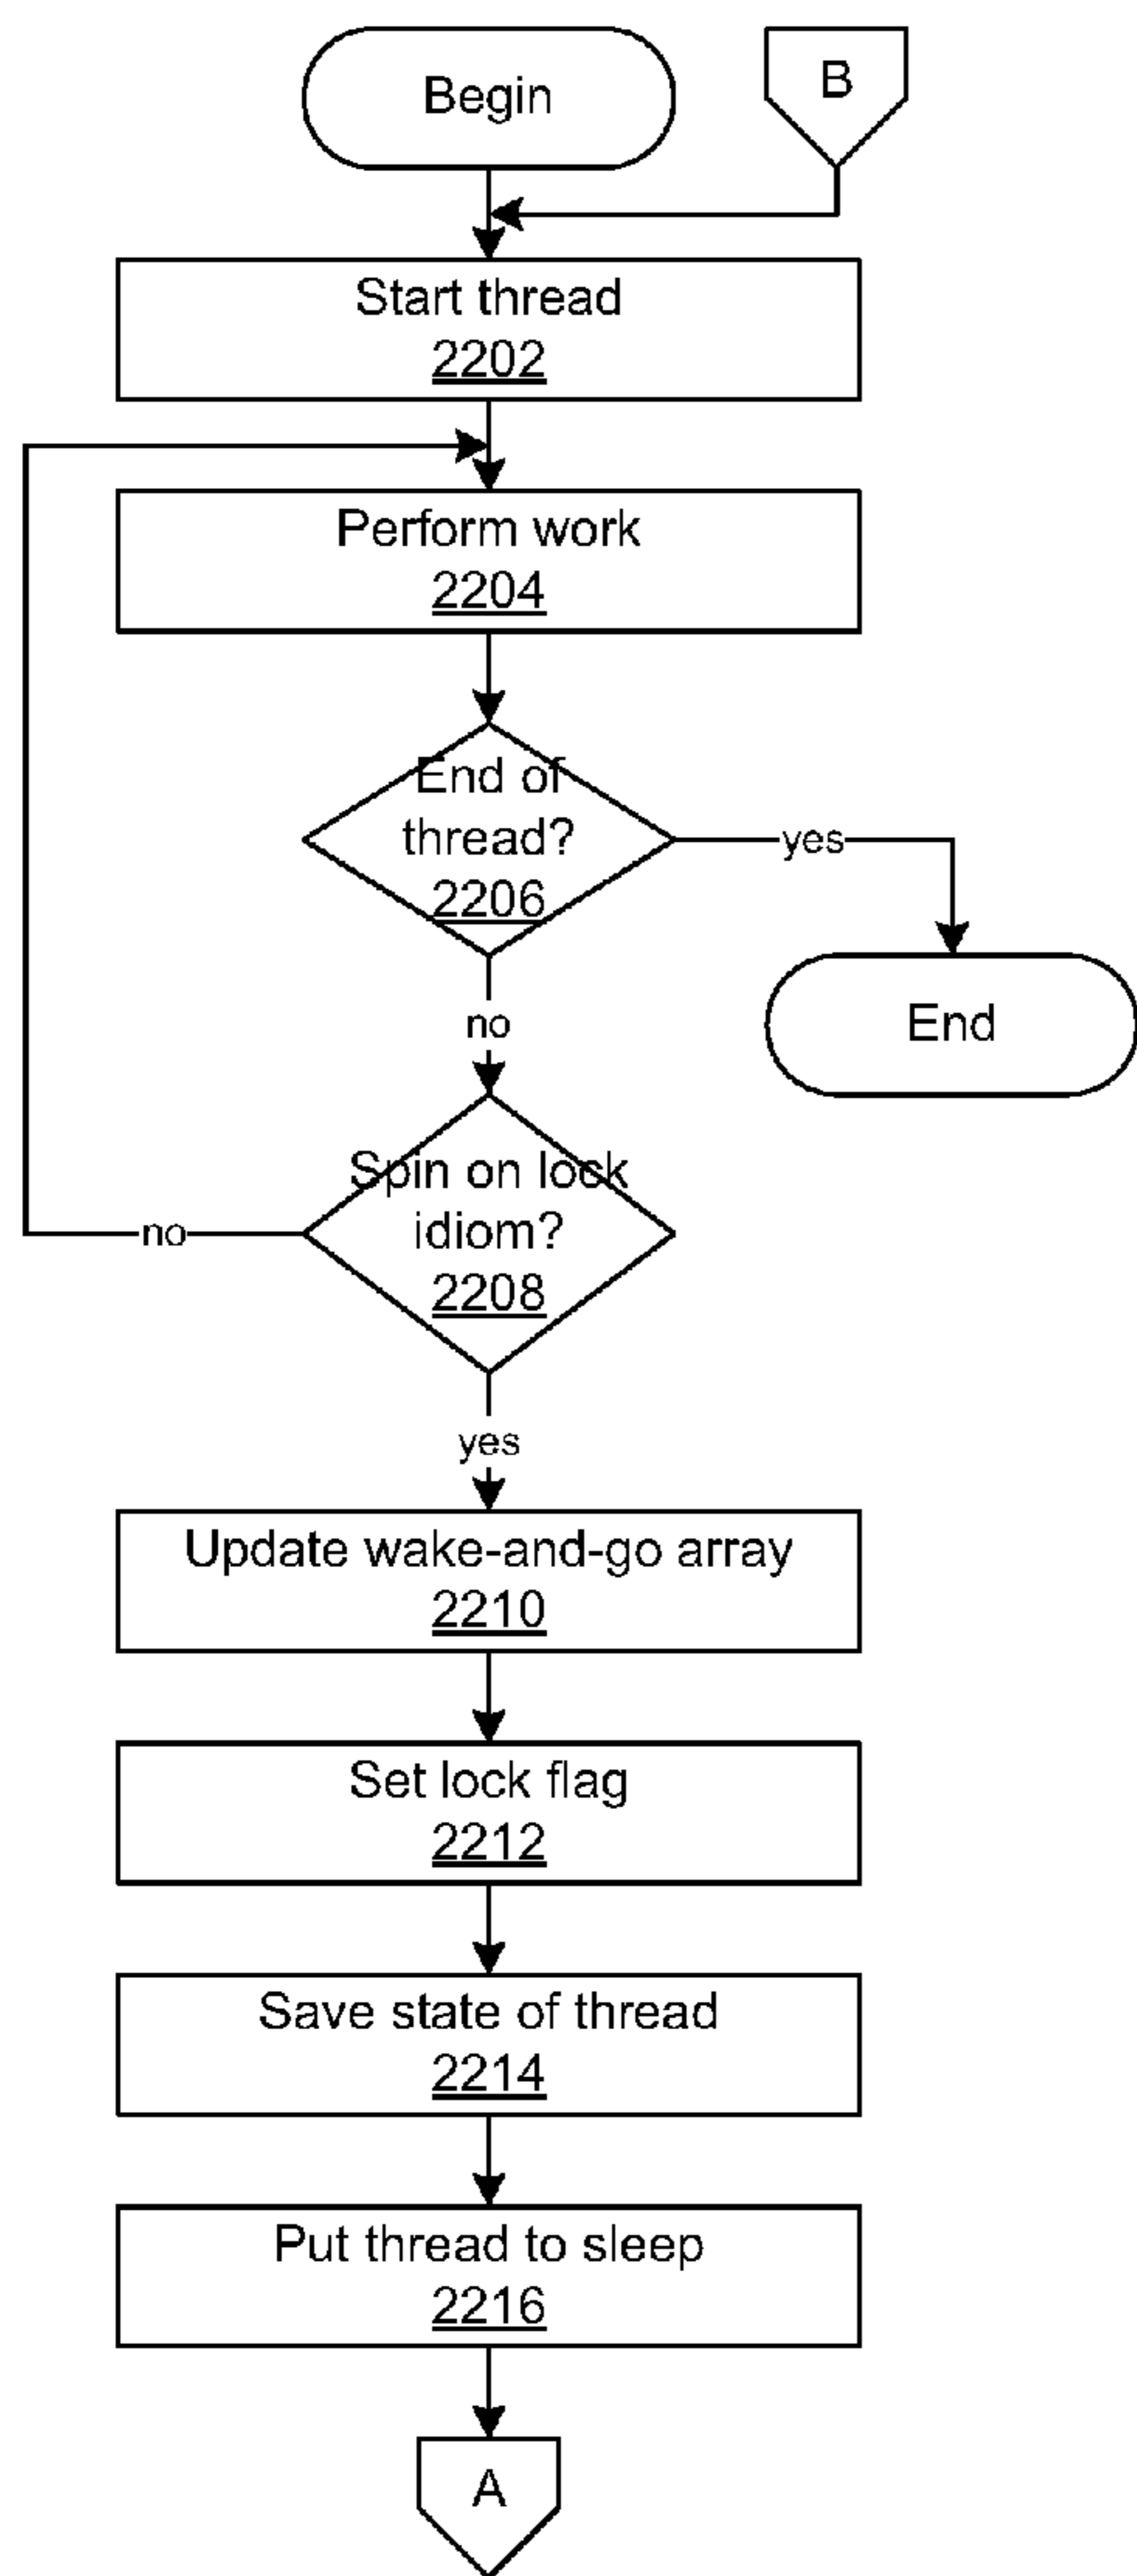 Begin
B
Start thread
2202
Perform work
2204
End of
thread?
2206
yes
End
no
Spin on lock
idiom?
2208
no
yes
Update wake-and-go array
2210
Set lock flag
2212
Save state of thread
2214
Put thread to sleep
2216
A